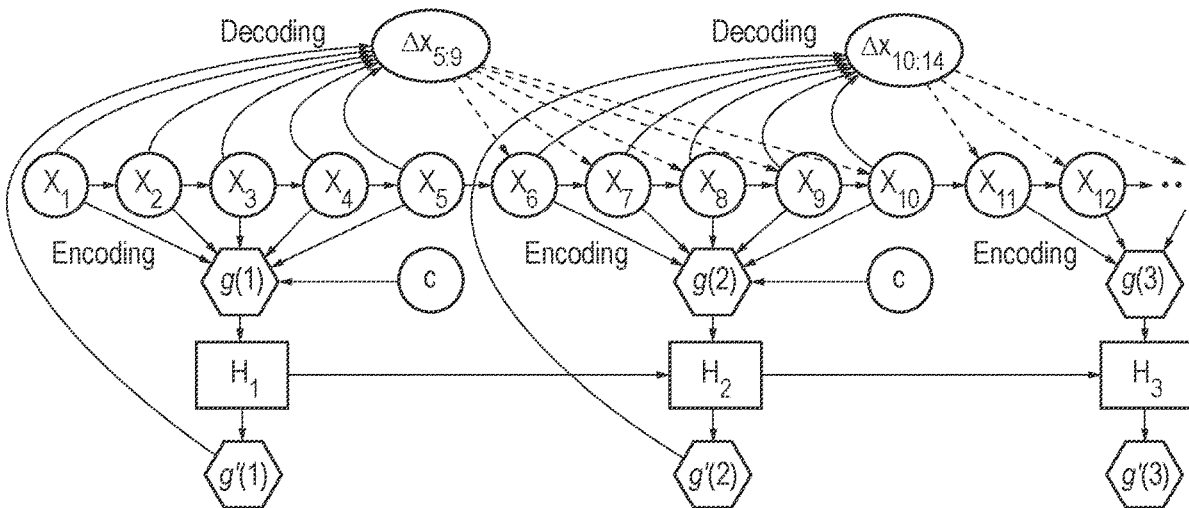 Decoding Δx5:9 Decoding Δx10:14
X1 X2 X3 X4 X5 X6 X7 X8 X9 X10 X11 X12 ··
Encoding g(1) c Encoding g(2) c Encoding g(3)
H1 H2 H3
g'(1) g'(2) g'(3)